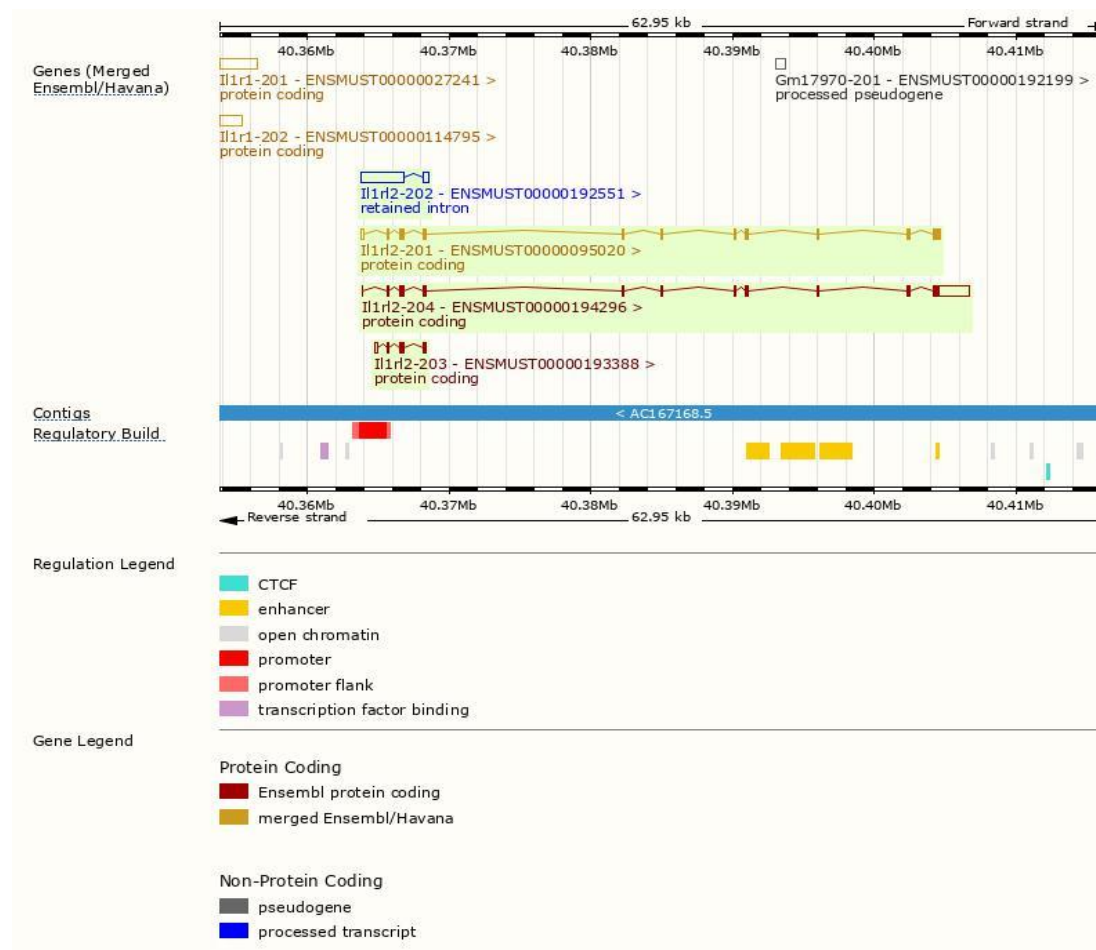 62.95 kb Forward strand
40.36Mb 40.37Mb 40.38Mb 40.39Mb 40.40Mb 40.41Mb
Genes (Merged
Ensembl/Havana)
Il1r1-201 - ENSMUST00000027241 >
protein coding
Gm17970-201 - ENSMUST00000192199 >
processed pseudogene
Il1r1-202 - ENSMUST00000114795 >
protein coding
Il1rl2-202 - ENSMUST00000192551 >
retained intron
Il1rl2-201 - ENSMUST00000095020 >
protein coding
Il1rl2-204 - ENSMUST00000194296 >
protein coding
Il1rl2-203 - ENSMUST00000193388 >
protein coding
Contigs
< AC167168.5
Regulatory Build
40.36Mb 40.37Mb 40.38Mb 40.39Mb 40.40Mb 40.41Mb
Reverse strand 62.95 kb
Regulation Legend
CTCF
enhancer
open chromatin
promoter
promoter flank
transcription factor binding
Gene Legend
Protein Coding
Ensembl protein coding
merged Ensembl/Havana
Non-Protein Coding
pseudogene
processed transcript